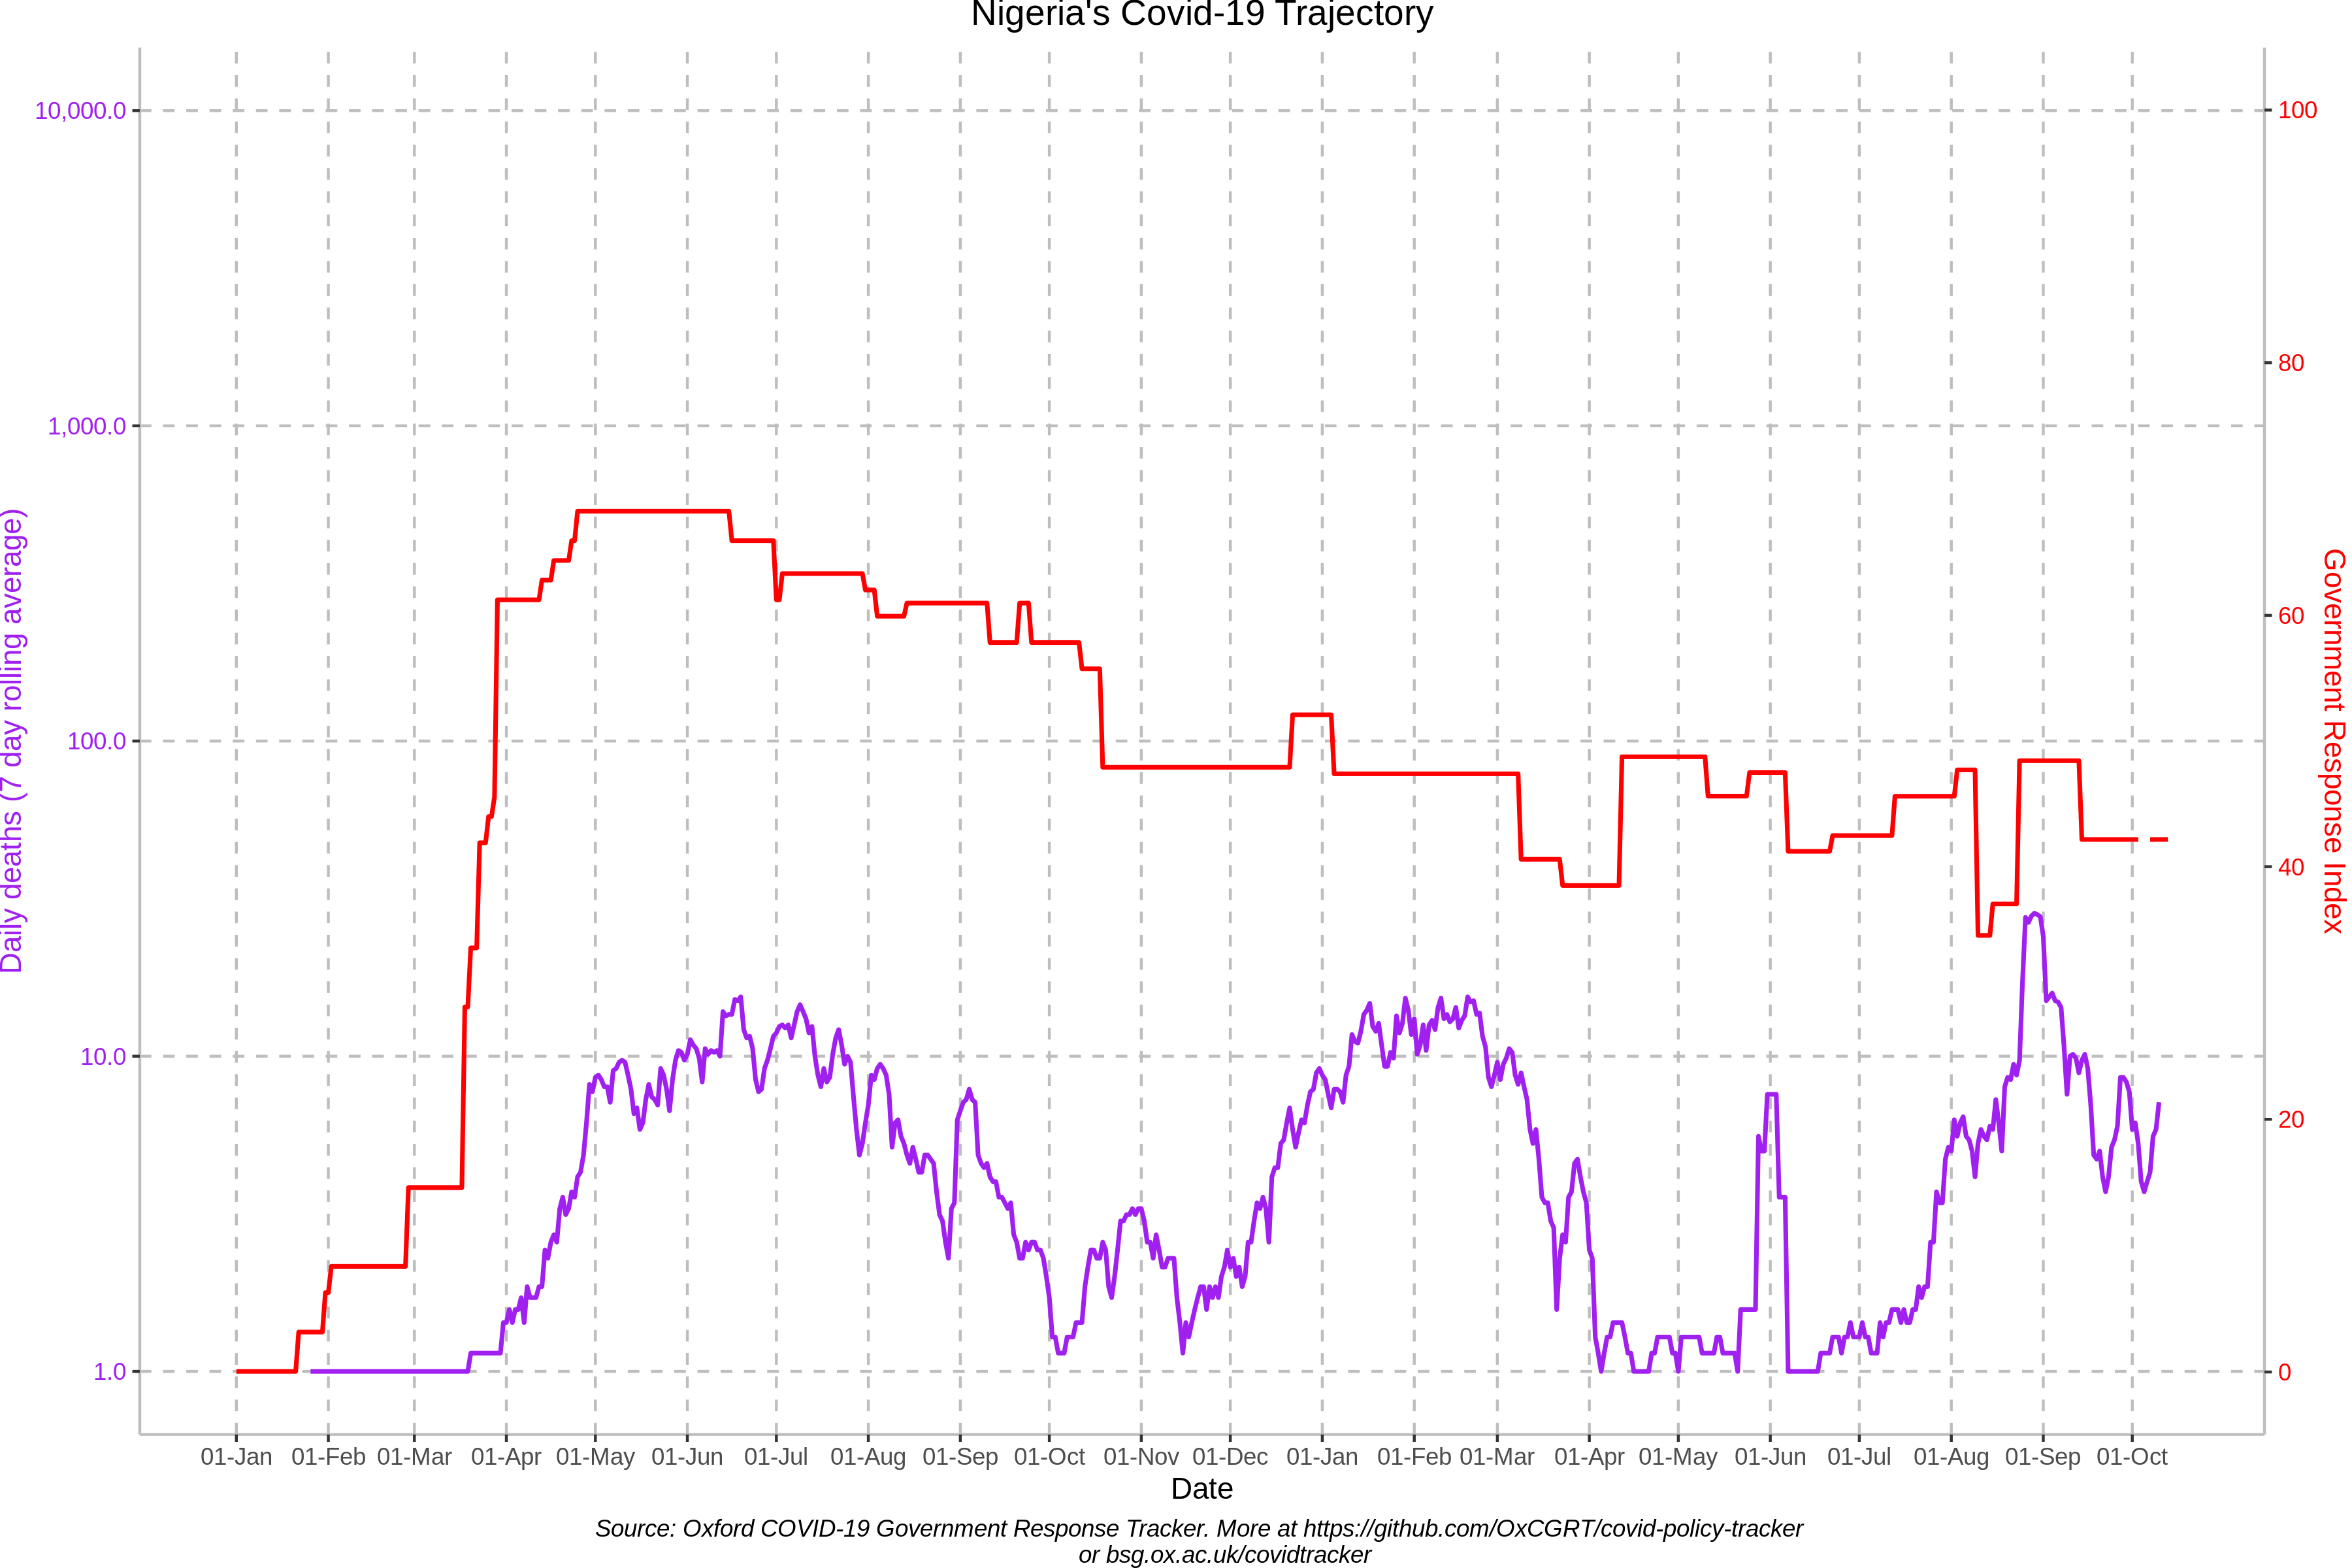 Nigeria's Covid-19 Trajectory
10,000.0
1,000.0
100.0
10.0
1.0
Daily deaths (7 day rolling average)
100
80
60
40
20
0
Government Response Index
01-Jan 01-Feb 01-Mar 01-Apr 01-May 01-Jun 01-Jul 01-Aug 01-Sep 01-Oct 01-Nov 01-Dec 01-Jan 01-Feb 01-Mar 01-Apr 01-May 01-Jun 01-Jul 01-Aug 01-Sep 01-Oct
Date
Source: Oxford COVID-19 Government Response Tracker. More at https://github.com/OxCGRT/covid-policy-tracker
or bsg.ox.ac.uk/covidtracker